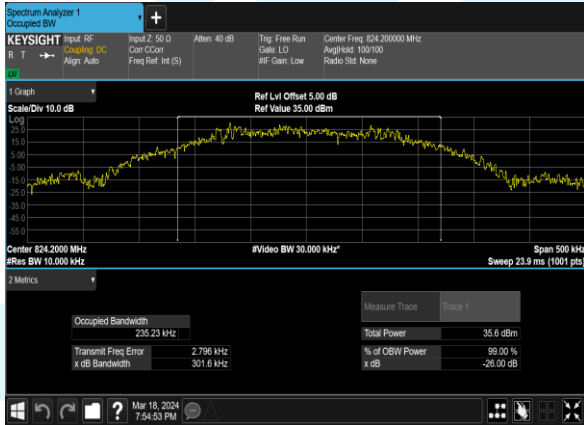 Spectrum Analyzer 1
Occupied BW
KEYSIGHT
R T
LXI
Input: RF
Coupling: DC
Align: Auto
Input Z: 50 Ω
Corr CCorr
Freq Ref: Int (S)
Atten: 40 dB
Trig: Free Run
Gate: LO
#IF Gain: Low
Center Freq: 824.200000 MHz
Avg|Hold: 100/100
Radio Std: None
1 Graph
Scale/Div 10.0 dB
Ref Lvl Offset 5.00 dB
Ref Value 35.00 dBm
Log
25.0
15.0
5.00
-5.00
-15.0
-25.0
-35.0
-45.0
-55.0
Center 824.2000 MHz
#Res BW 10.000 kHz
#Video BW 30.000 kHz*
Span 500 kHz
Sweep 23.9 ms (1001 pts)
2 Metrics
Measure Trace
Trace 1
Occupied Bandwidth
235.23 kHz
Total Power
35.6 dBm
Transmit Freq Error
2.796 kHz
% of OBW Power
99.00 %
x dB Bandwidth
301.6 kHz
x dB
-26.00 dB
?
Mar 18, 2024
7:54:53 PM